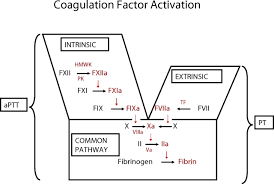 Coagulation Factor Activation
INTRINSIC
HMWK
FXII FXIIa
PK
FXI FXIa
EXTRINSIC
FIX FIXa FVIIa TF FVII
VIIIa
X Xa X
COMMON
PATHWAY
II IIa
Va
Fibrinogen Fibrin
aPTT
PT